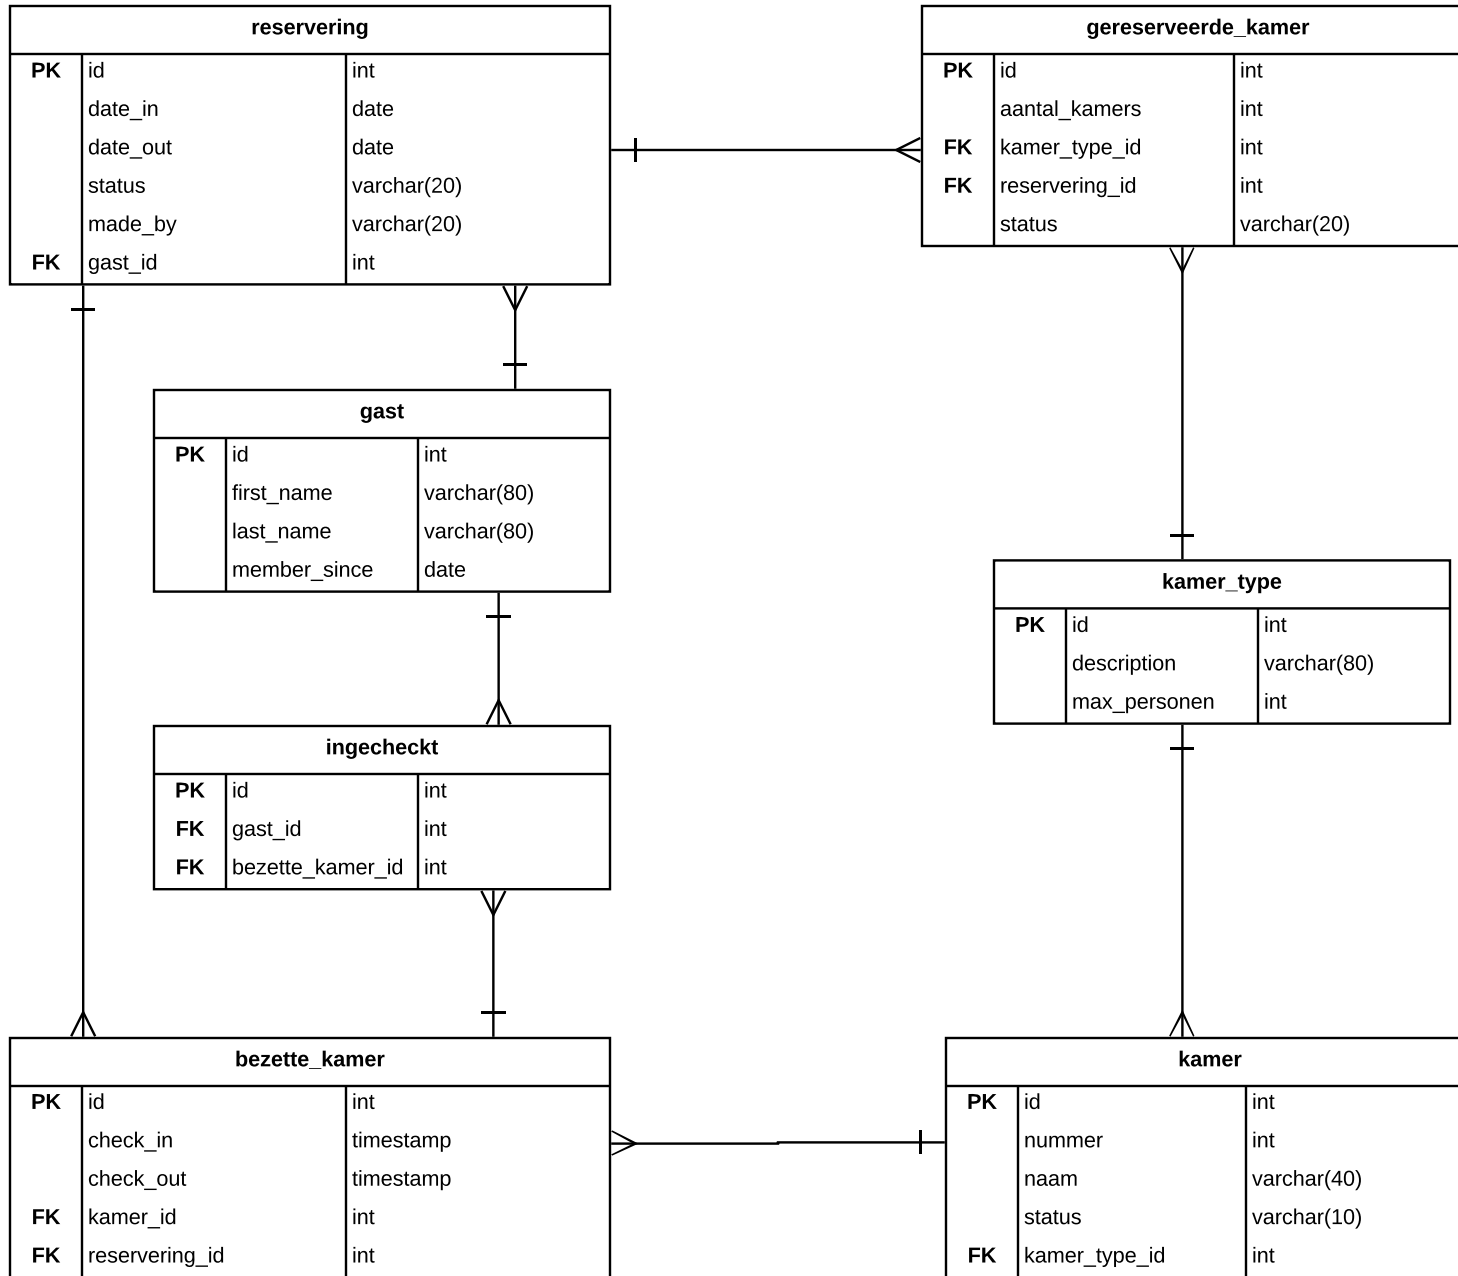 reservering
PK id int
date_in date
date_out date
status varchar(20)
made_by varchar(20)
FK gast_id int
gereserveerde_kamer
PK id int
aantal_kamers int
FK kamer_type_id int
FK reservering_id int
status varchar(20)
gast
PK id int
first_name varchar(80)
last_name varchar(80)
member_since date
kamer_type
PK id int
description varchar(80)
max_personen int
ingecheckt
PK id int
FK gast_id int
FK bezette_kamer_id int
bezette_kamer
PK id int
check_in timestamp
check_out timestamp
FK kamer_id int
FK reservering_id int
kamer
PK id int
nummer int
naam varchar(40)
status varchar(10)
FK kamer_type_id int